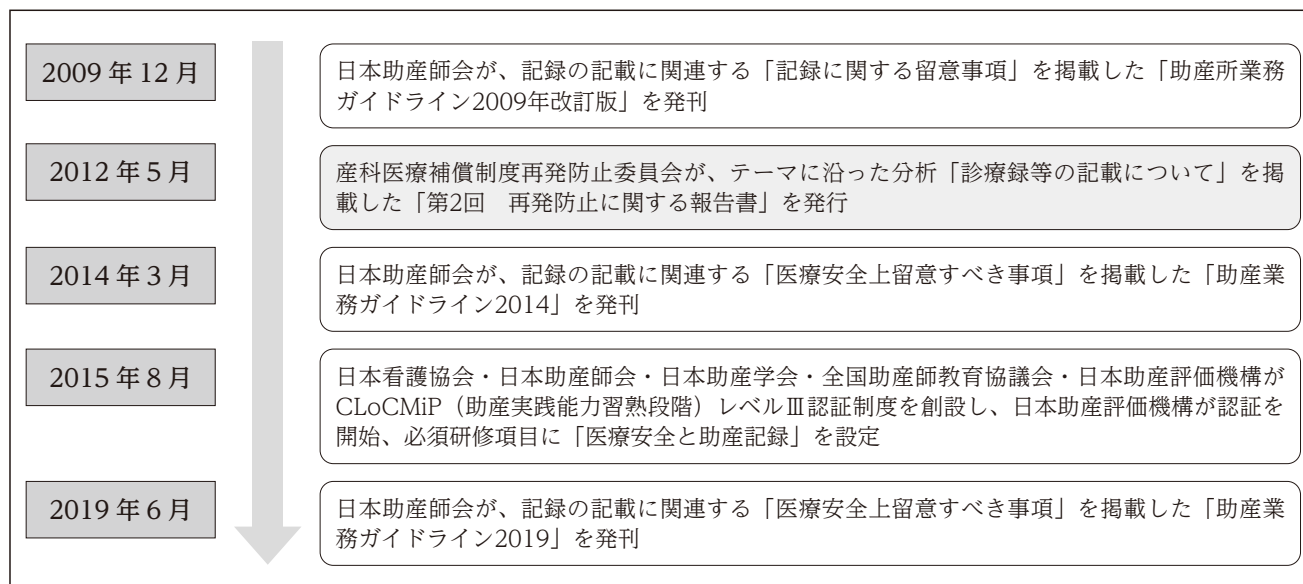 2009年12月
日本助産師会が、記録の記載に関連する「記録に関する留意事項」を掲載した「助産所業務
ガイドライン2009年改訂版」を発刊
2012年5月
産科医療補償制度再発防止委員会が、テーマに沿った分析「診療録等の記載について」を掲
載した「第2回　再発防止に関する報告書」を発行
2014年3月
日本助産師会が、記録の記載に関連する「医療安全上留意すべき事項」を掲載した「助産業
務ガイドライン2014」を発刊
2015年8月
日本看護協会・日本助産師会・日本助産学会・全国助産師教育協議会・日本助産評価機構が
CLoCMiP（助産実践能力習熟段階）レベルⅢ認証制度を創設し、日本助産評価機構が認証を
開始、必須研修項目に「医療安全と助産記録」を設定
2019年6月
日本助産師会が、記録の記載に関連する「医療安全上留意すべき事項」を掲載した「助産業
務ガイドライン2019」を発刊